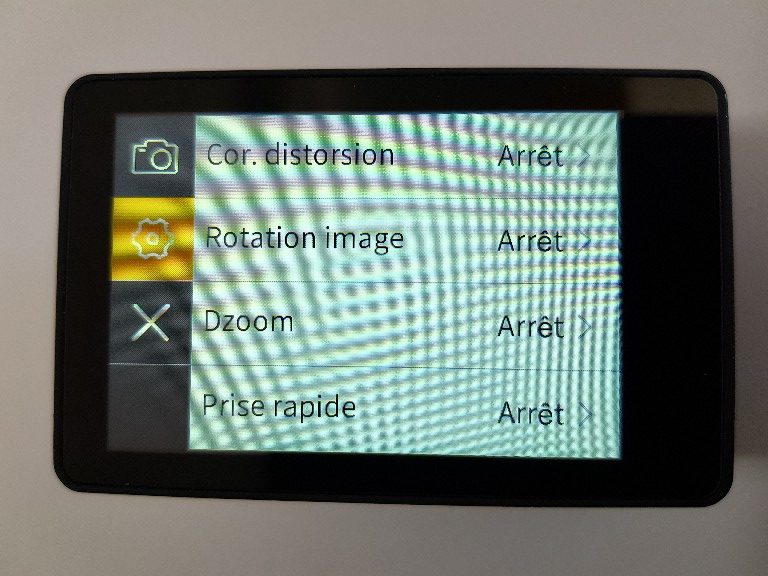 Cor. distorsion Arrêt
Rotation image Arrêt
Dzoom Arrêt
Prise rapide Arrêt